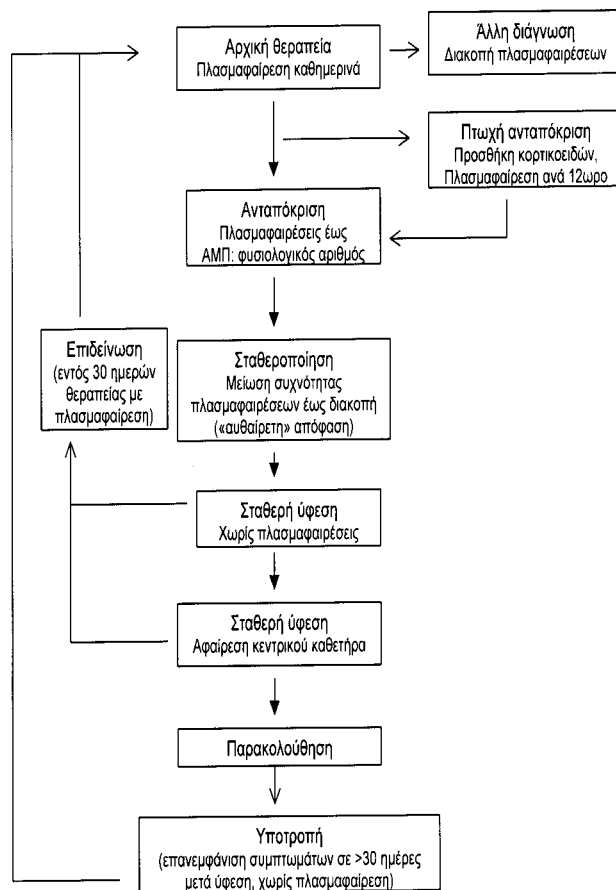 Αρχική θεραπεία
Πλασμαφαίρεση καθημερινά
Άλλη διάγνωση
Διακοπή πλασμαφαιρέσεων
Πτωχή ανταπόκριση
Προσθήκη κορτικοειδών,
Πλασμαφαίρεση ανά 12ωρο
Ανταπόκριση
Πλασμαφαιρέσεις έως
ΑΜΠ: φυσιολογικός αριθμός
Επιδείνωση
(εντός 30 ημερών
θεραπείας με
πλασμαφαίρεση)
Σταθεροποίηση
Μείωση συχνότητας
πλασμαφαιρέσεων έως διακοπή
(«αυθαίρετη» απόφαση)
Σταθερή ύφεση
Χωρίς πλασμαφαιρέσεις
Σταθερή ύφεση
Αφαίρεση κεντρικού καθετήρα
Παρακολούθηση
Υποτροπή
(επανεμφάνιση συμπτωμάτων σε >30 ημέρες
μετά ύφεση, χωρίς πλασμαφαίρεση)